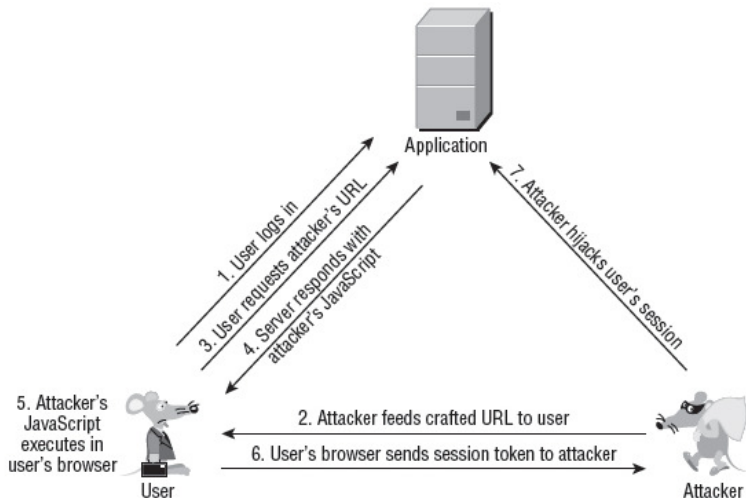 Application
1. User logs in
3. User requests attacker's URL
4. Server responds with
attacker's JavaScript
7. Attacker hijacks user's
session
5. Attacker's
JavaScript
executes in
user's browser
2. Attacker feeds crafted URL to user
6. User's browser sends session token to attacker
User
Attacker